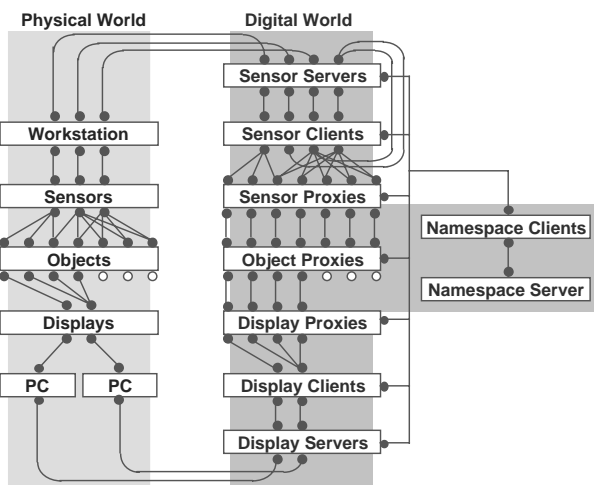 Physical World
Digital World
Sensor Servers
Workstation
Sensor Clients
Sensors
Sensor Proxies
Namespace Clients
Objects
Object Proxies
Namespace Server
Displays
Display Proxies
PC
PC
Display Clients
Display Servers